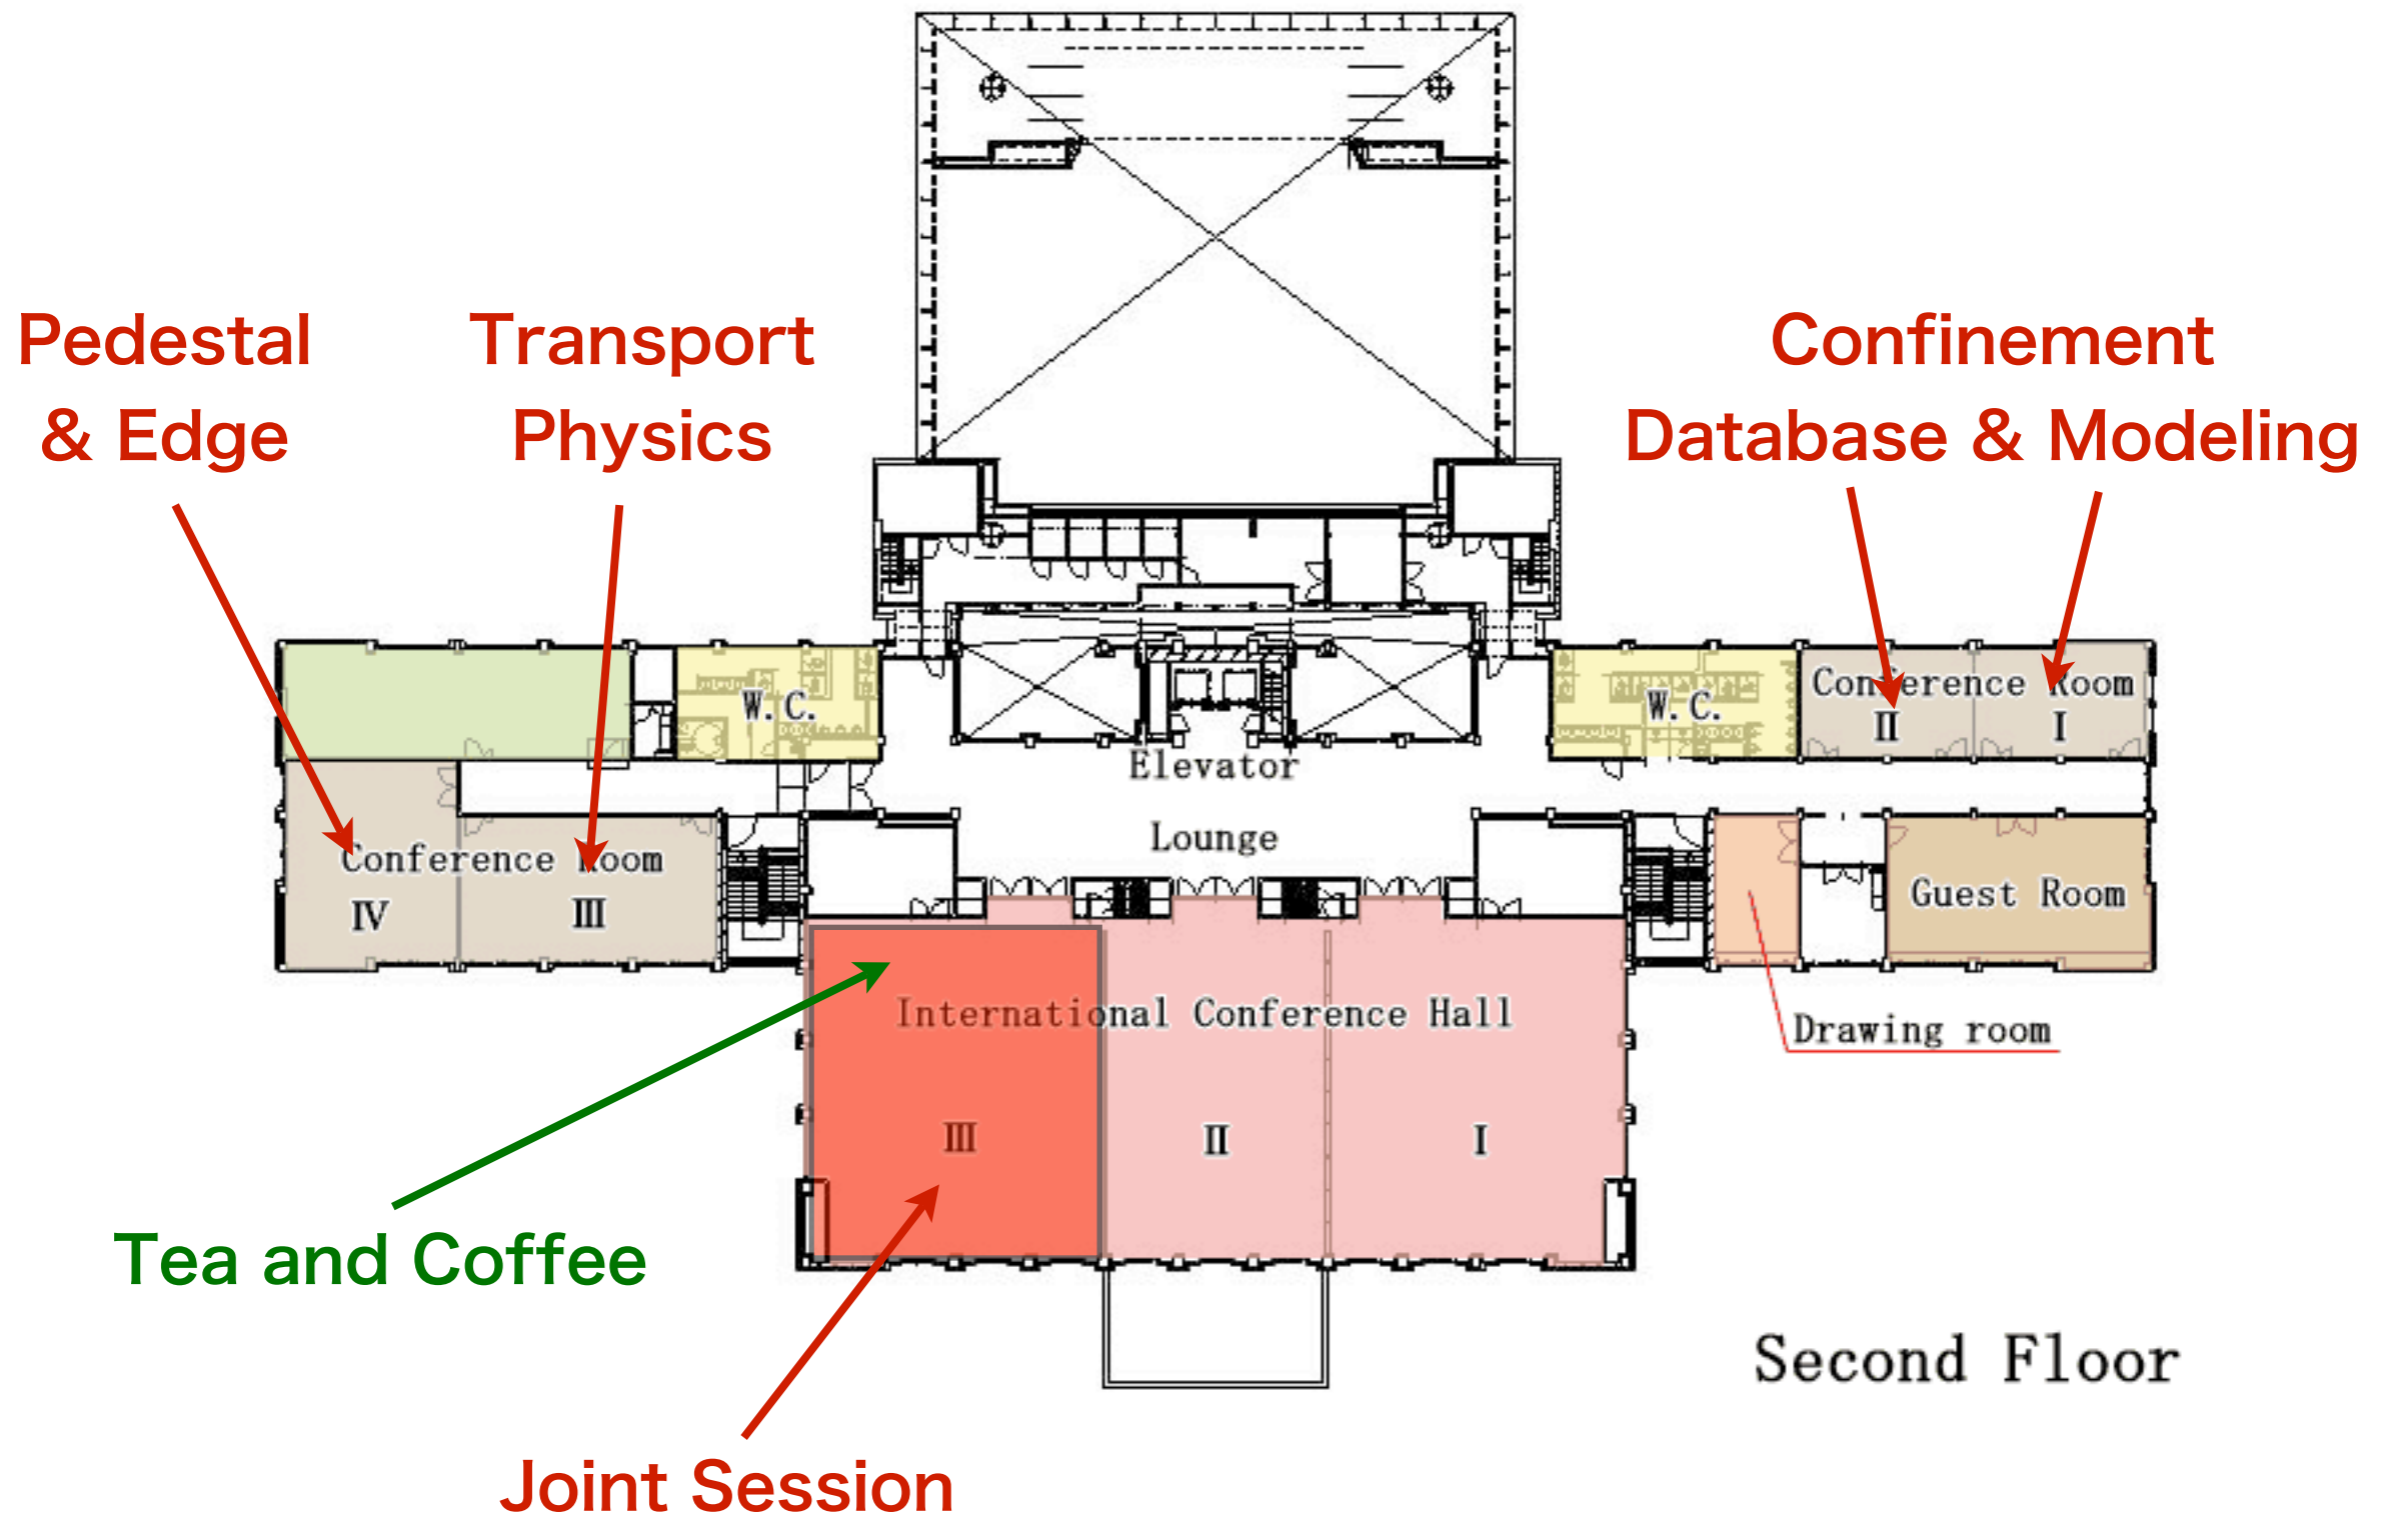 Pedestal
& Edge
Transport
Physics
Confinement
Database & Modeling
W.C.
W.C.
Conference Room
II
I
Elevator
Lounge
Conference Room
IV
III
Guest Room
International Conference Hall
Drawing room
III
II
I
Tea and Coffee
Second Floor
Joint Session